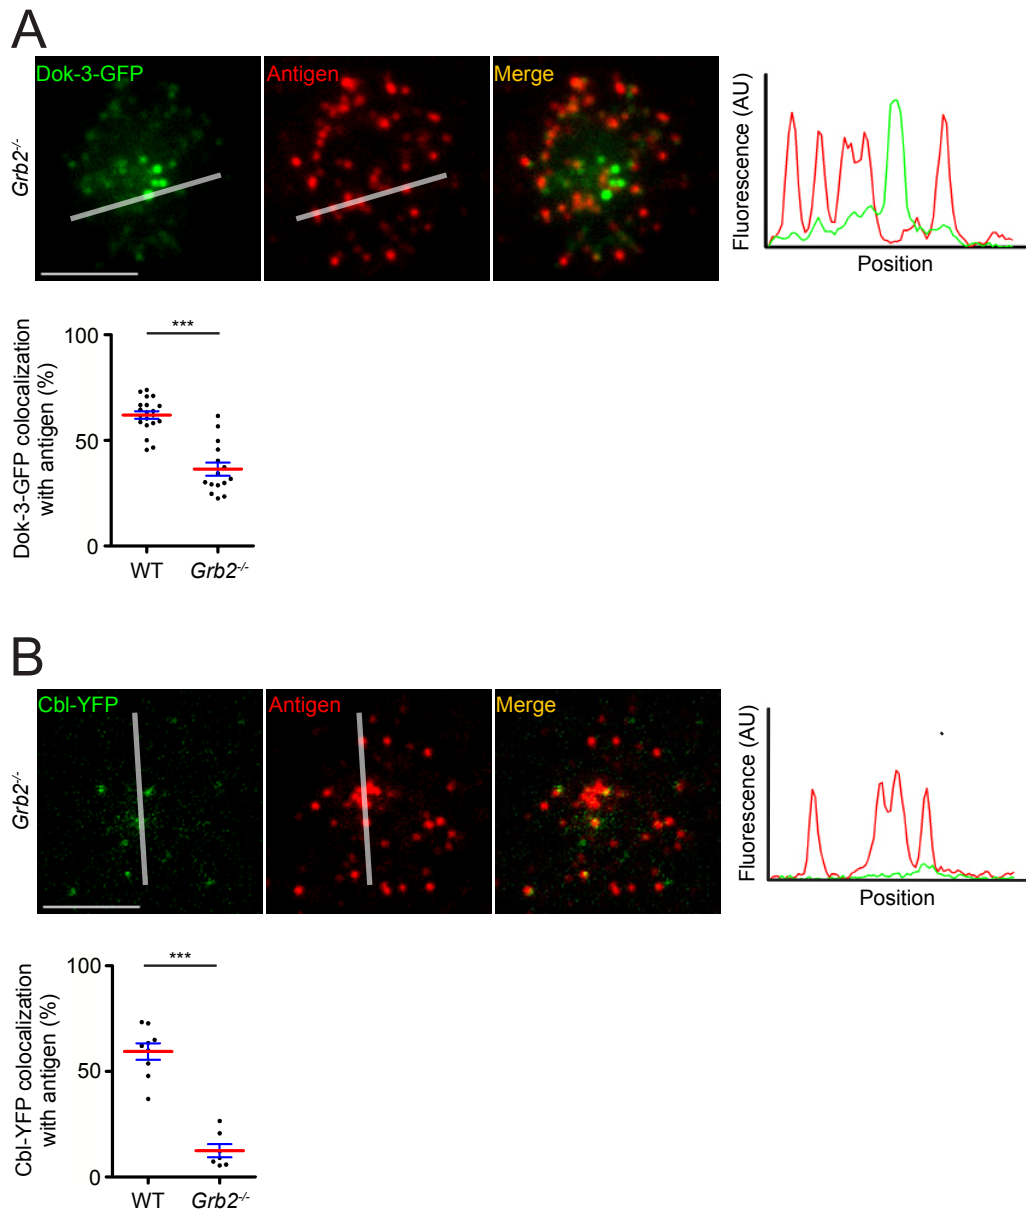 A
Dok-3-GFP
Antigen
Merge
Grb2-/-
Fluorescence (AU)
Position
***
100
50
0
Dok-3-GFP colocalization
with antigen (%)
WT
Grb2-/-
B
Cbl-YFP
Antigen
Merge
Grb2-/-
Fluorescence (AU)
Position
***
100
50
0
Cbl-YFP colocalization
with antigen (%)
WT
Grb2-/-